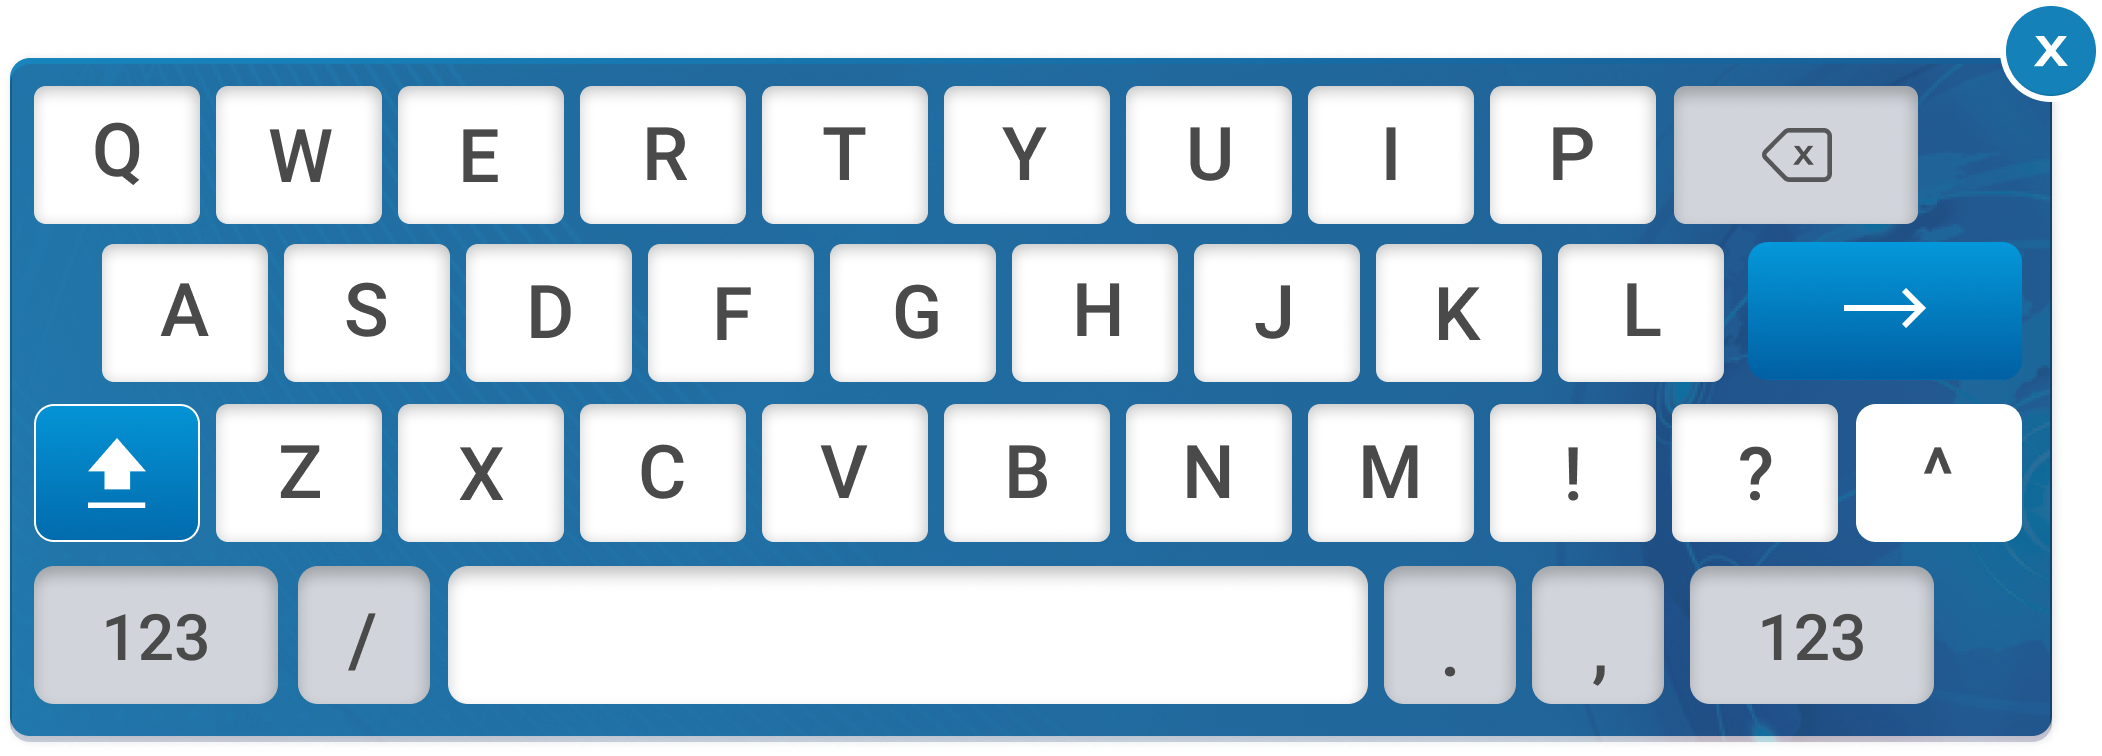 X
Q W E R T Y U I P x
A S D F G H J K L →
Z X C V B N M ! ? ^
123 / . , 123